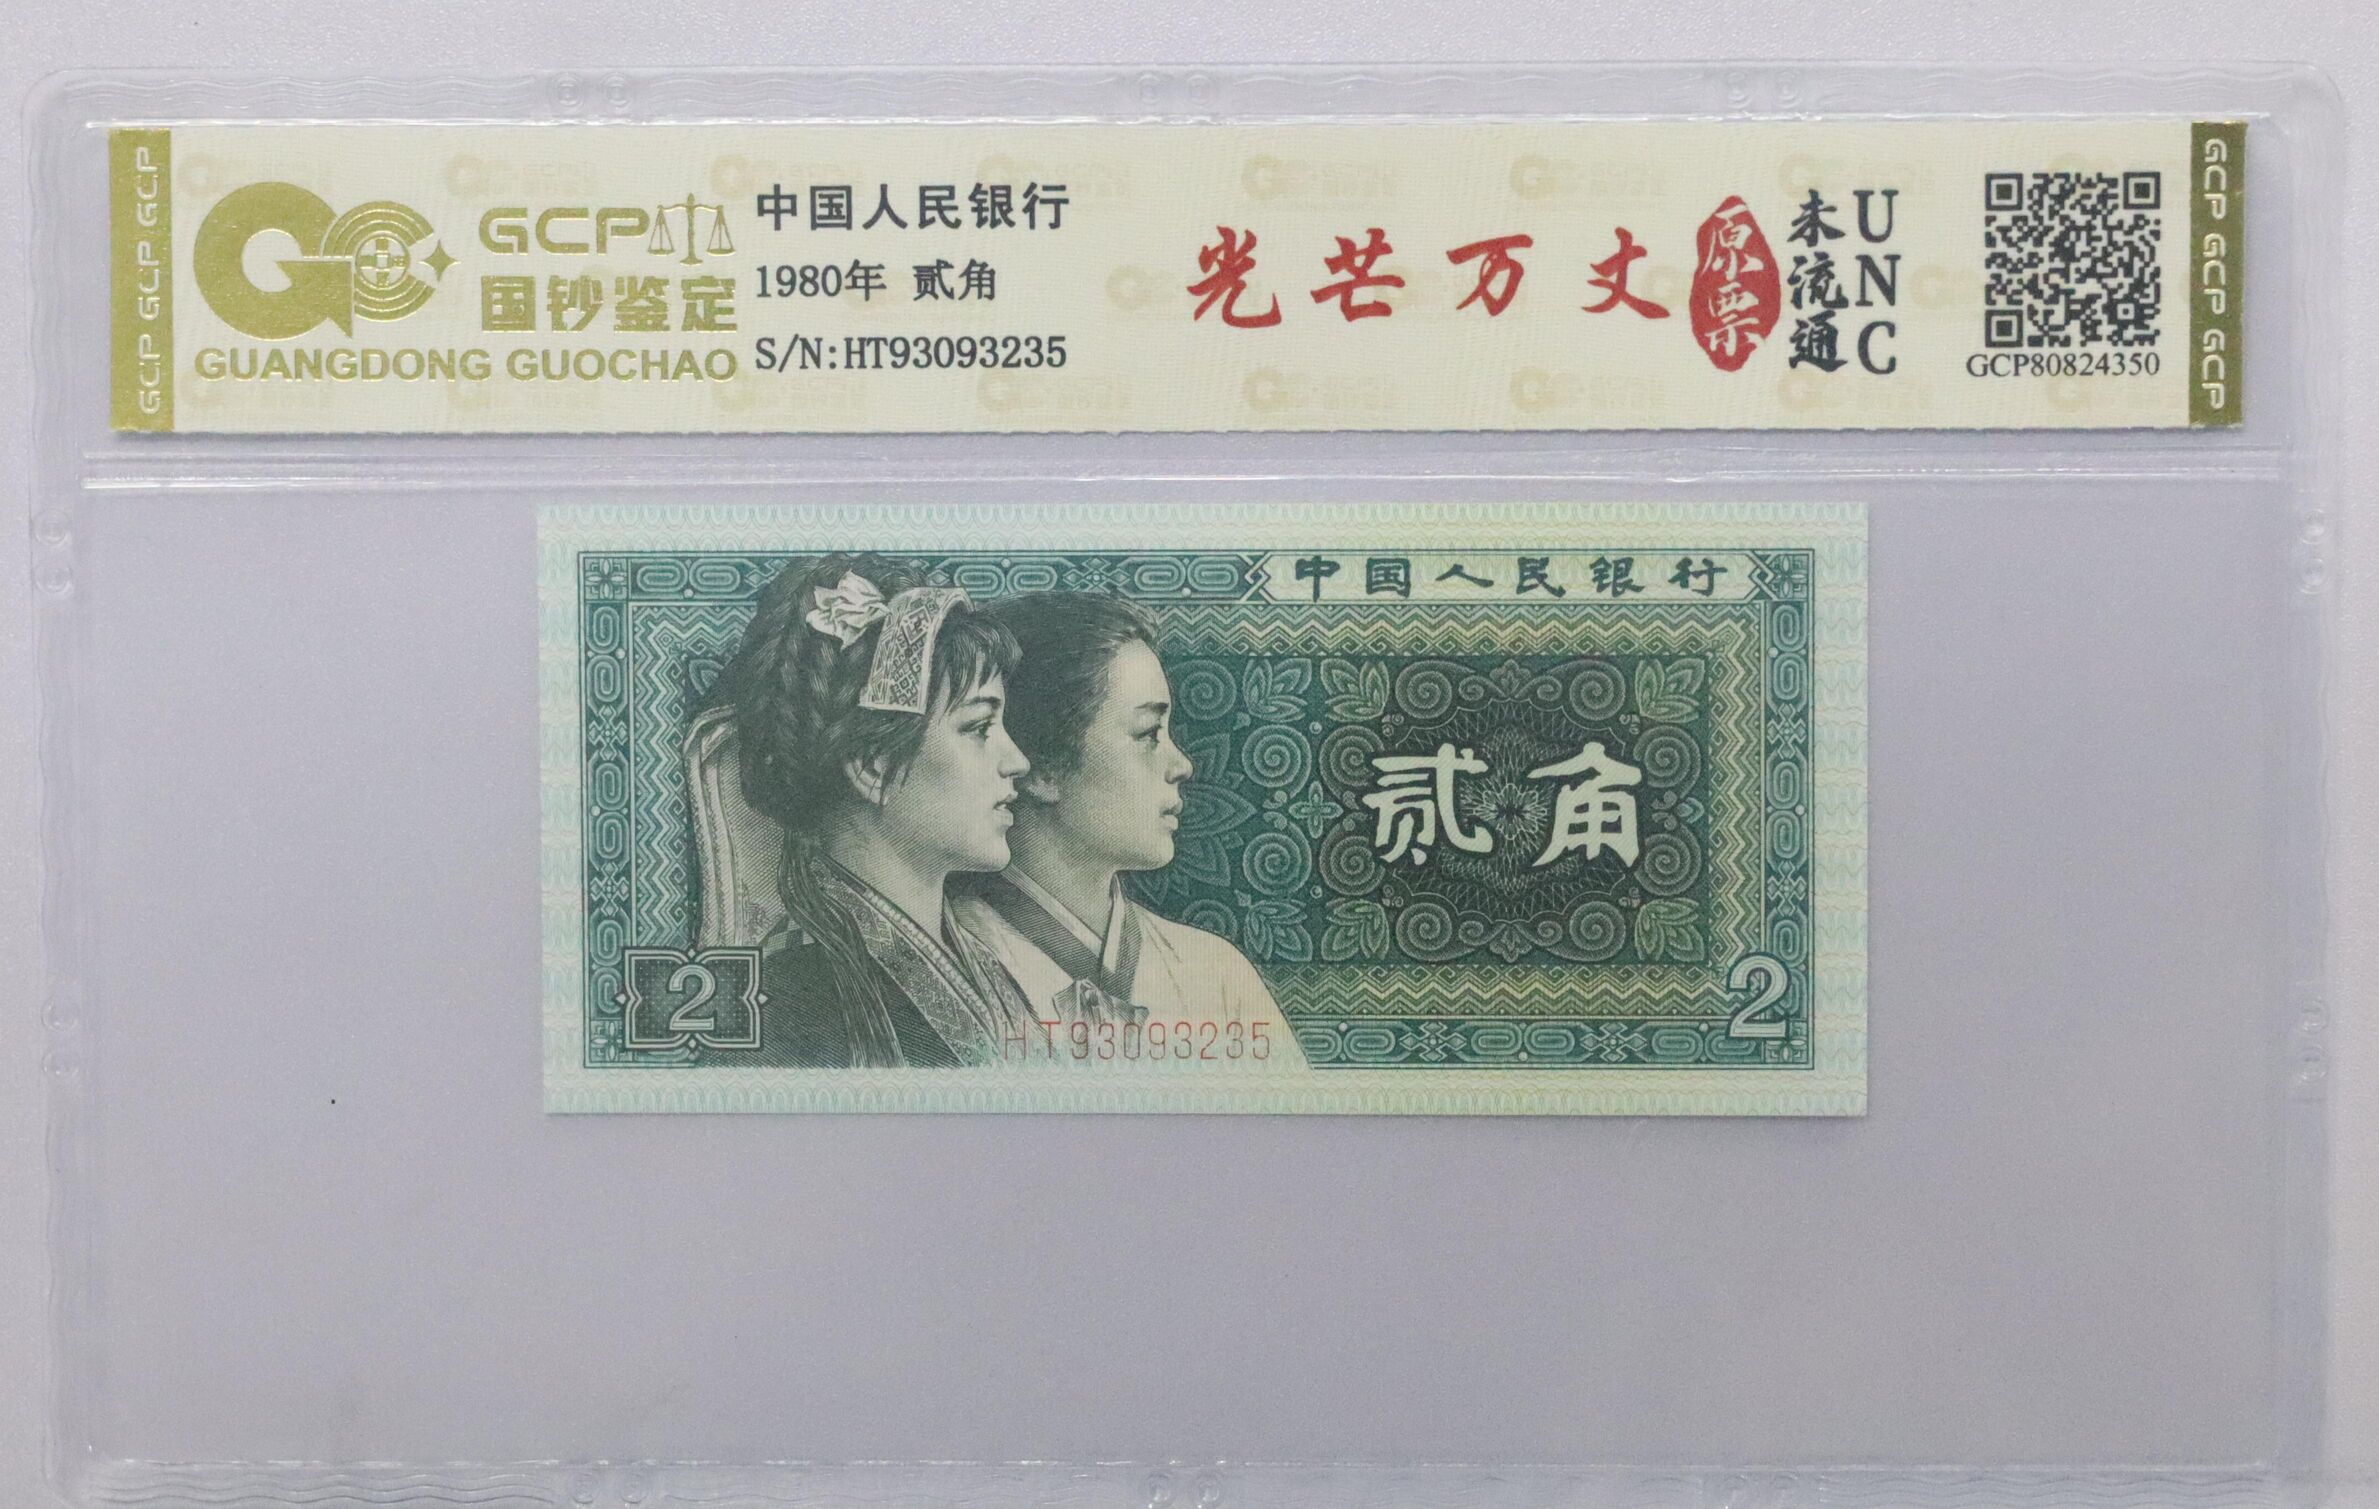 GCP GCP GCP
GCP
国钞鉴定
GUANGDONG GUOCHAO
中国人民银行
1980年 贰角
S/N:HT93093235
光芒万丈
原票
未流通
UNC
GCP80824350
GCP GCP GCP
中国人民银行
贰角
2
2
HT93093235